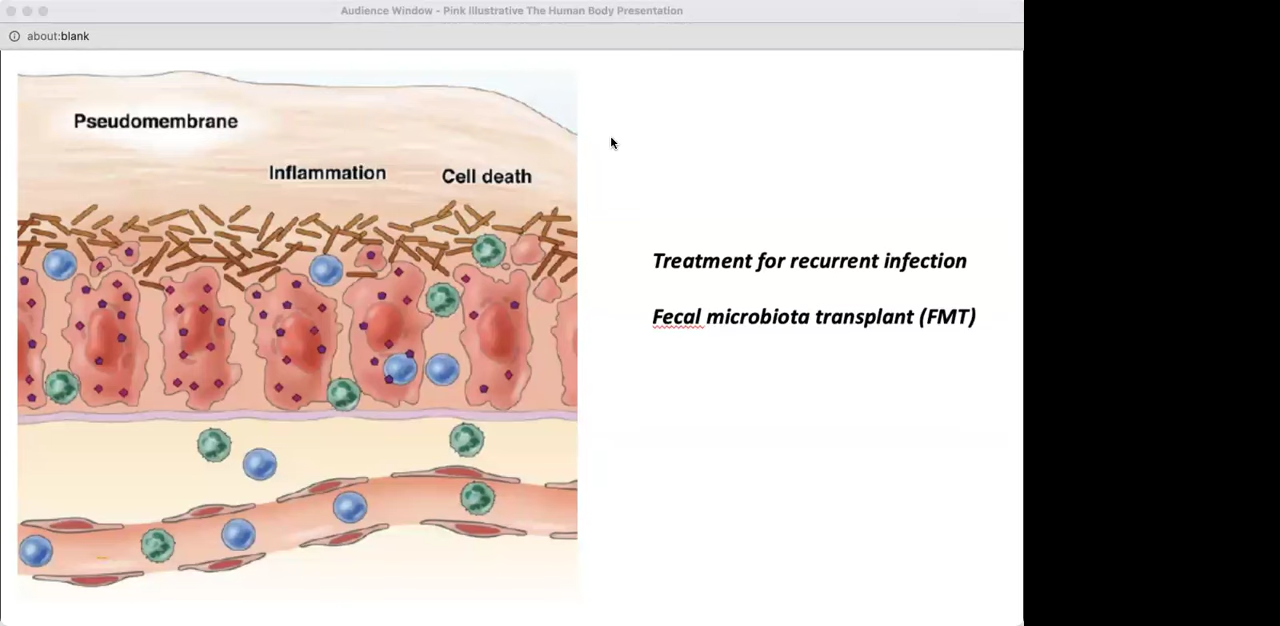 Audience Window - Pink Illustrative The Human Body Presentation
about:blank
Pseudomembrane
Inflammation
Cell death
Treatment for recurrent infection
Fecal microbiota transplant (FMT)